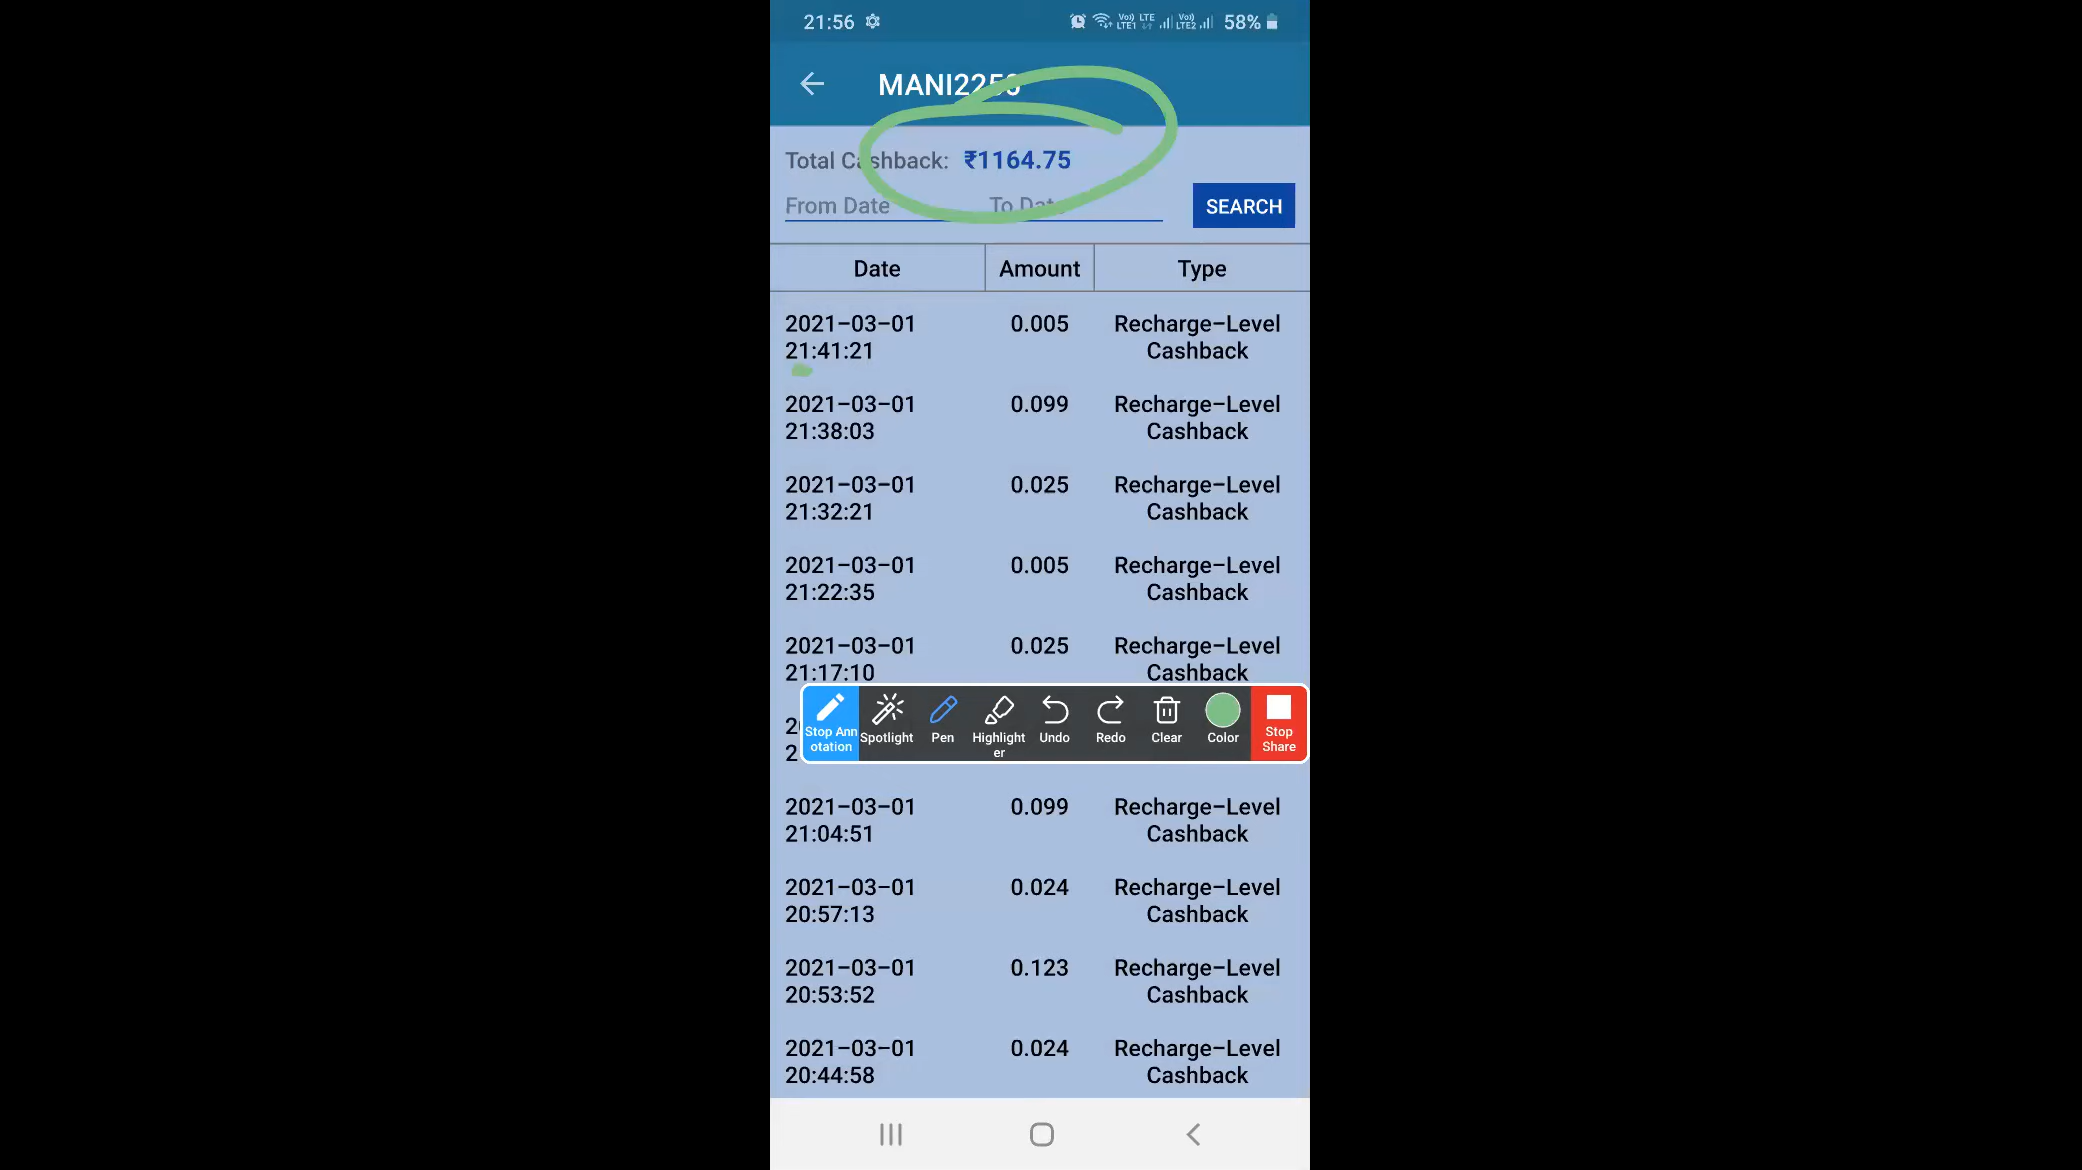 21:56 58%
MANI2250
Total Cashback: ₹1164.75
From Date To Date SEARCH
Date Amount Type
2021-03-01 0.005 Recharge-Level
21:41:21 Cashback
2021-03-01 0.099 Recharge-Level
21:38:03 Cashback
2021-03-01 0.025 Recharge-Level
21:32:21 Cashback
2021-03-01 0.005 Recharge-Level
21:22:35 Cashback
2021-03-01 0.025 Recharge-Level
21:17:10 Cashback
Stop Ann Spotlight Pen Highlight Undo Redo Clear Color Stop
otation er Share
2021-03-01 0.099 Recharge-Level
21:04:51 Cashback
2021-03-01 0.024 Recharge-Level
20:57:13 Cashback
2021-03-01 0.123 Recharge-Level
20:53:52 Cashback
2021-03-01 0.024 Recharge-Level
20:44:58 Cashback